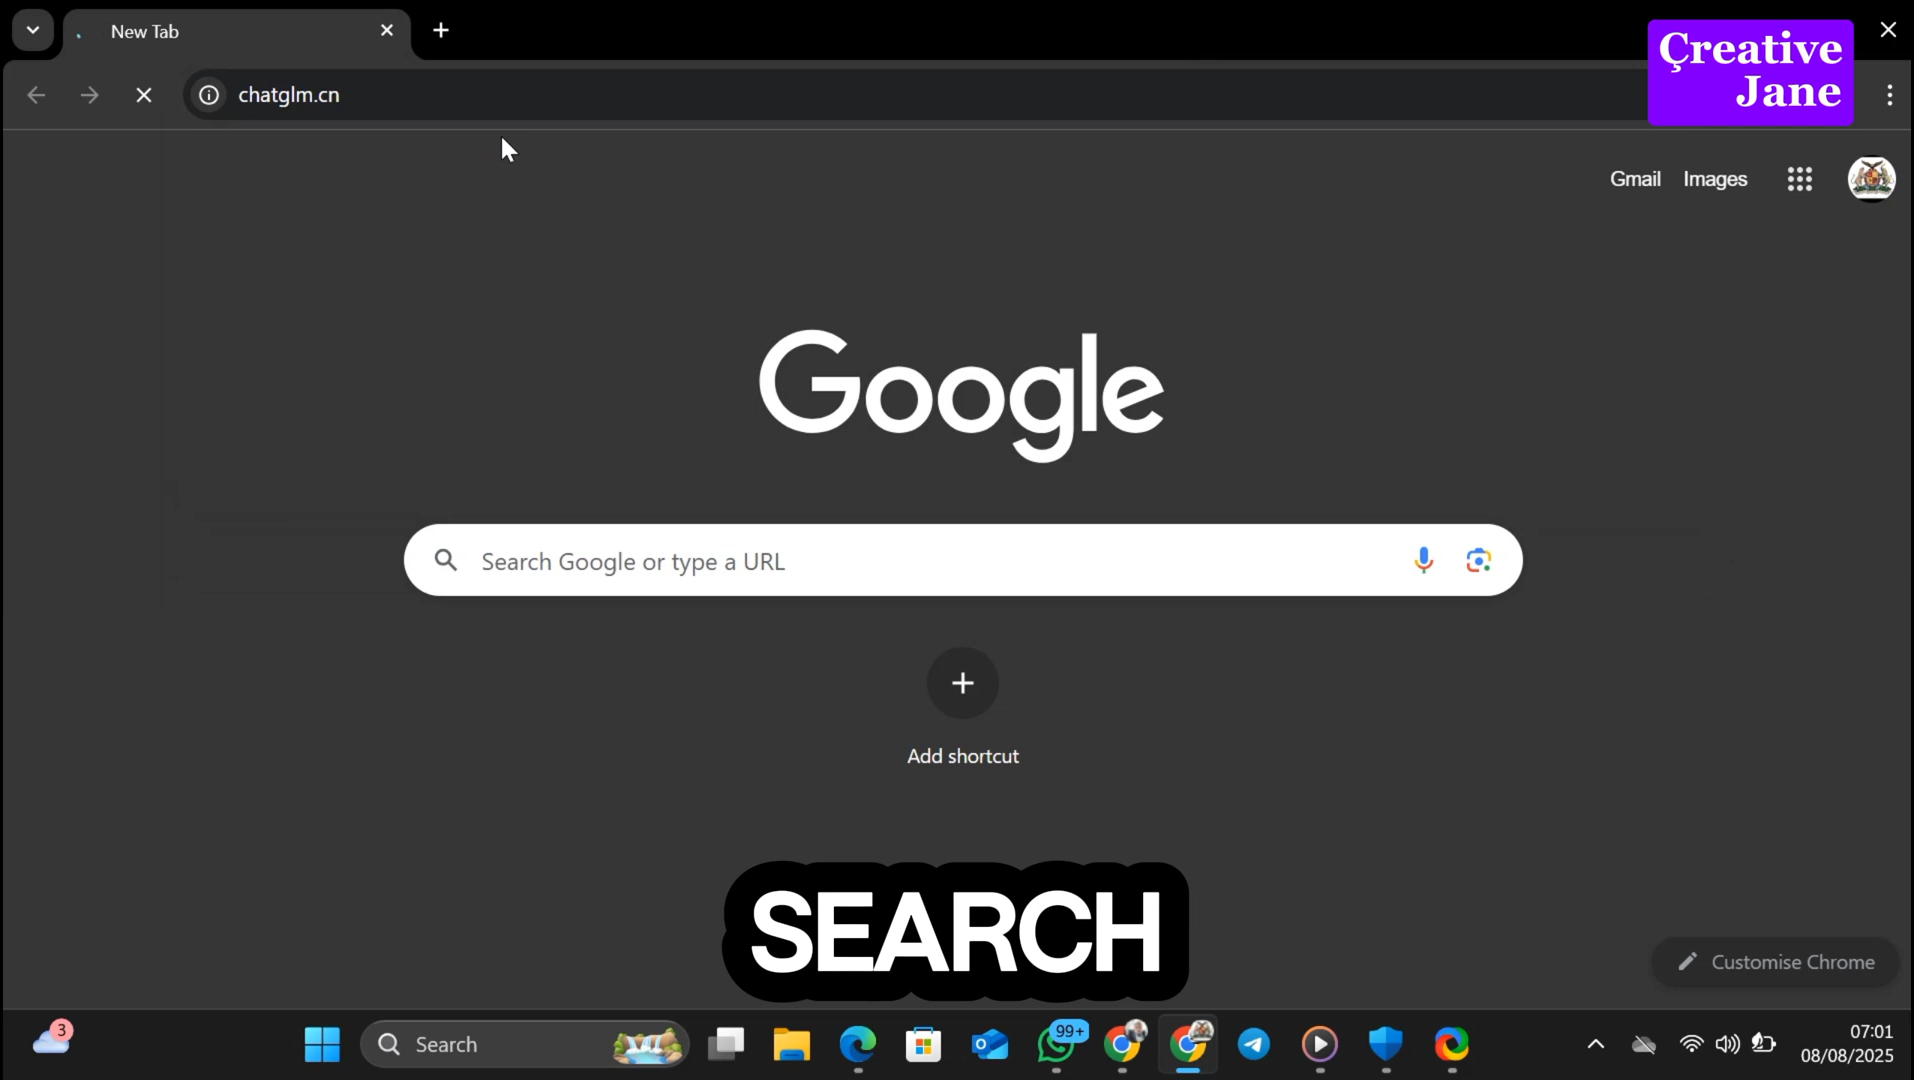 New Tab
Çreative
Jane
chatglm.cn
Gmail Images
Google
Search Google or type a URL
Add shortcut
SEARCH
Customise Chrome
3
Search
99+
07:01
08/08/2025